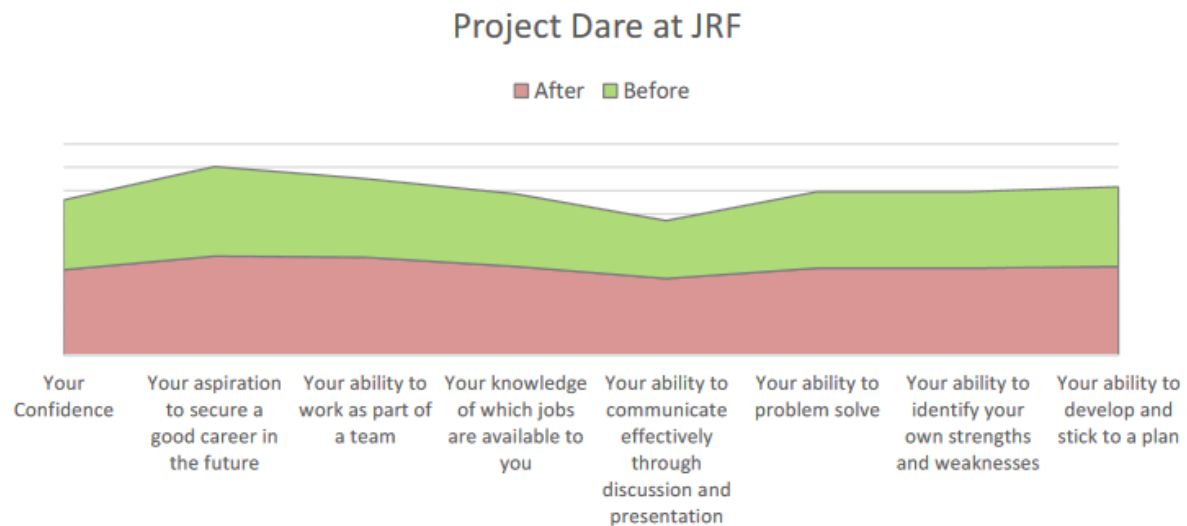 Project Dare at JRF
After Before
Your
Confidence
Your aspiration
to secure a
good career in
the future
Your ability to
work as part of
a team
Your knowledge
of which jobs
are available to
you
Your ability to
communicate
effectively
through
discussion and
presentation
Your ability to
problem solve
Your ability to
identify your
own strengths
and weaknesses
Your ability to
develop and
stick to a plan